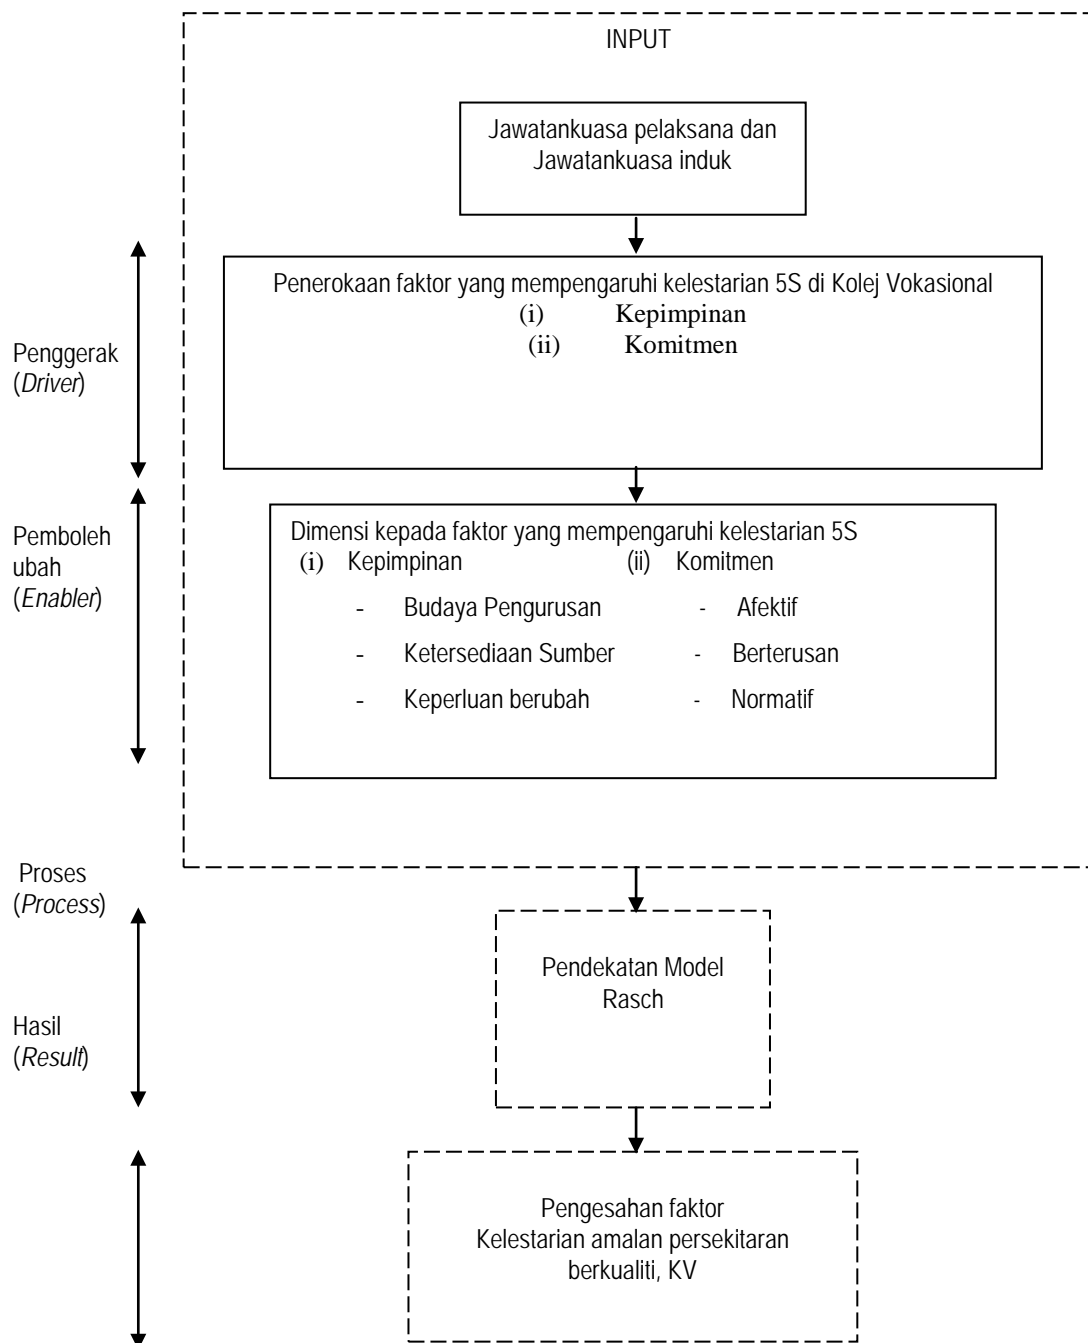 INPUT
Jawatankuasa pelaksana dan
Jawatankuasa induk
Penerokaan faktor yang mempengaruhi kelestarian 5S di Kolej Vokasional
(i) Kepimpinan
(ii) Komitmen
Penggerak
(Driver)
Dimensi kepada faktor yang mempengaruhi kelestarian 5S
(i) Kepimpinan (ii) Komitmen
- Budaya Pengurusan - Afektif
- Ketersediaan Sumber - Berterusan
- Keperluan berubah - Normatif
Pemboleh
ubah
(Enabler)
Proses
(Process)
Pendekatan Model
Rasch
Hasil
(Result)
Pengesahan faktor
Kelestarian amalan persekitaran
berkualiti, KV